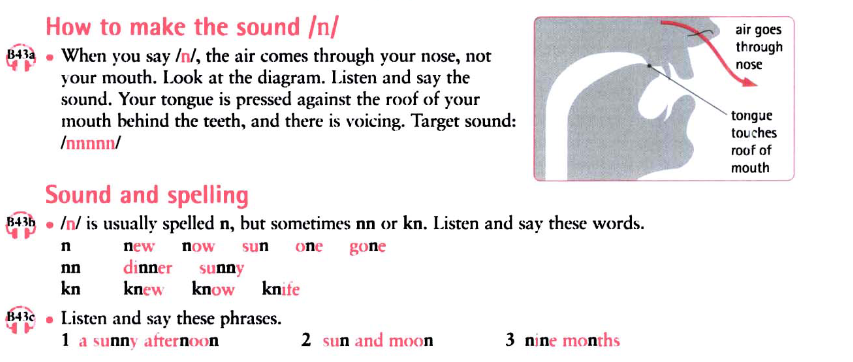 How to make the sound /n/
B43a • When you say /n/, the air comes through your nose, not
your mouth. Look at the diagram. Listen and say the
sound. Your tongue is pressed against the roof of your
mouth behind the teeth, and there is voicing. Target sound:
/nnnnn/
air goes
through
nose
tongue
touches
roof of
mouth
Sound and spelling
B43b • /n/ is usually spelled n, but sometimes nn or kn. Listen and say these words.
n new now sun one gone
nn dinner sunny
kn knew know knife
B43c • Listen and say these phrases.
1 a sunny afternoon 2 sun and moon 3 nine months